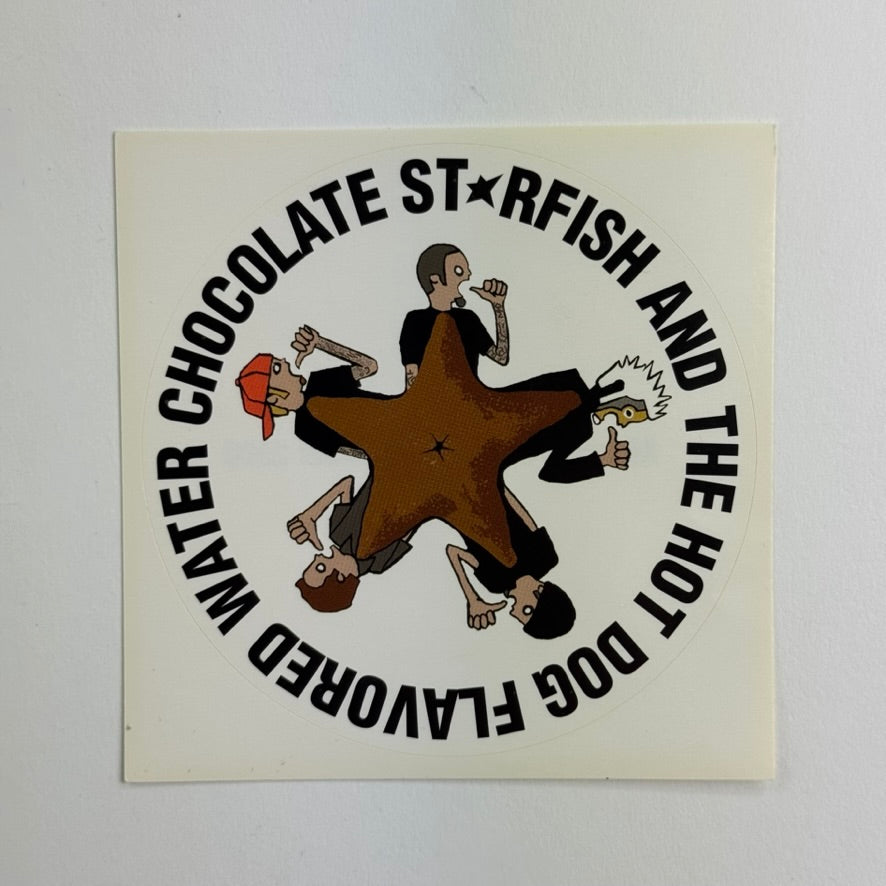 CHOCOLATE ST★RFISH AND THE HOT DOG FLAVORED WATER